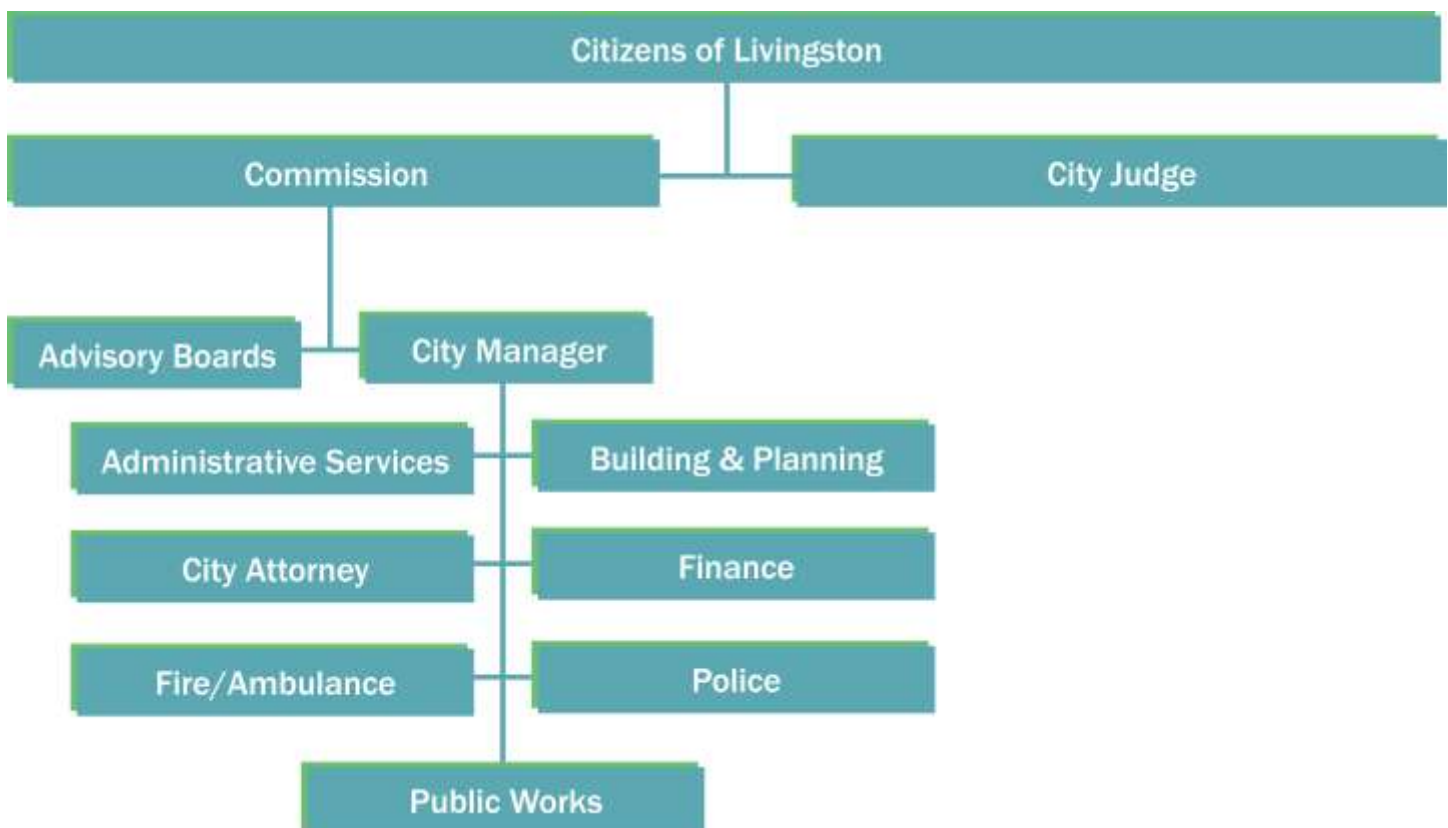 Citizens of Livingston
Commission
City Judge
Advisory Boards
City Manager
Administrative Services
Building & Planning
City Attorney
Finance
Fire/Ambulance
Police
Public Works